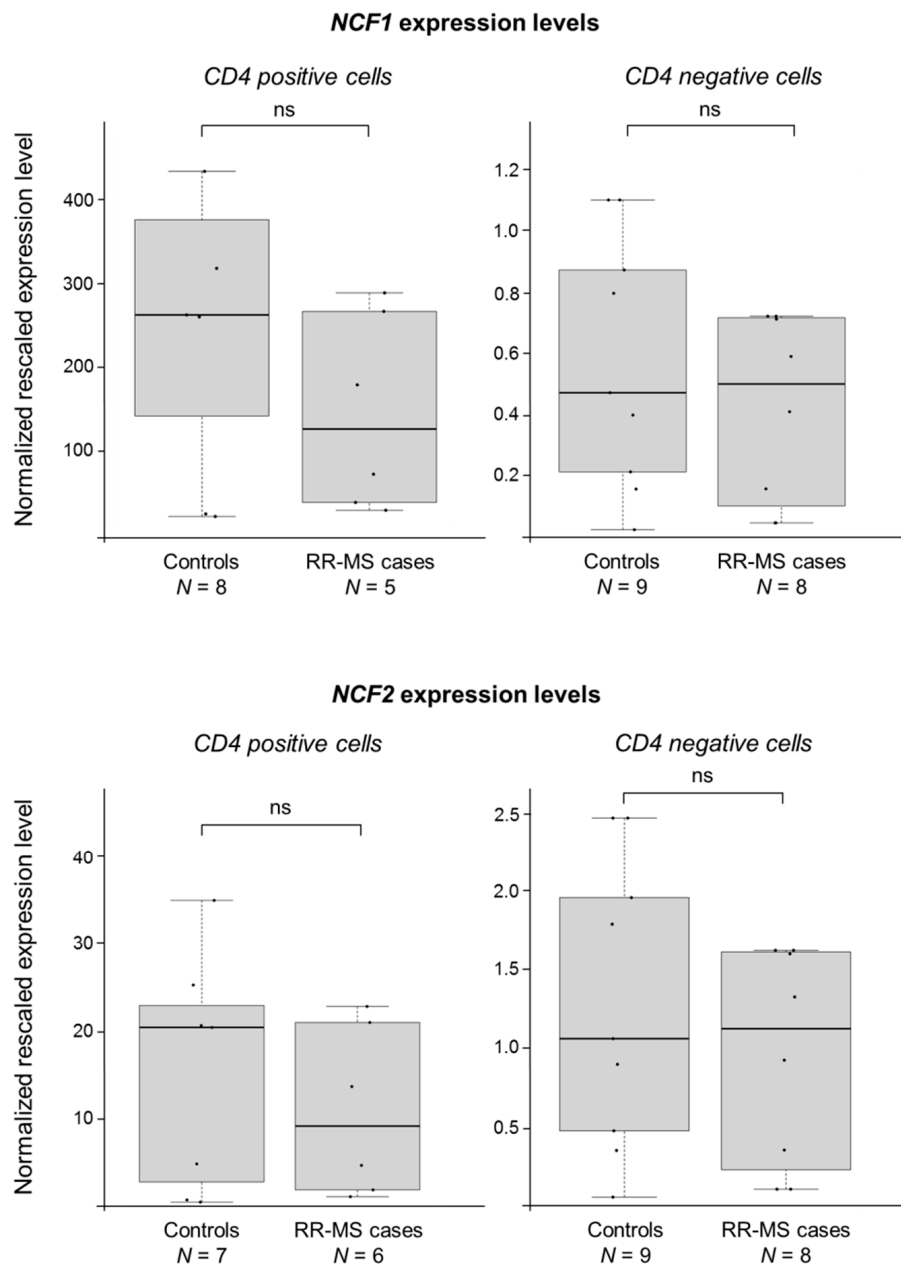 NCF1 expression levels
CD4 positive cells
CD4 negative cells
ns
ns
Normalized rescaled expression level
400
300
200
100
1.2
1.0
0.8
0.6
0.4
0.2
Controls
N = 8
RR-MS cases
N = 5
Controls
N = 9
RR-MS cases
N = 8
NCF2 expression levels
CD4 positive cells
CD4 negative cells
ns
ns
Normalized rescaled expression level
40
30
20
10
2.5
2.0
1.5
1.0
0.5
Controls
N = 7
RR-MS cases
N = 6
Controls
N = 9
RR-MS cases
N = 8